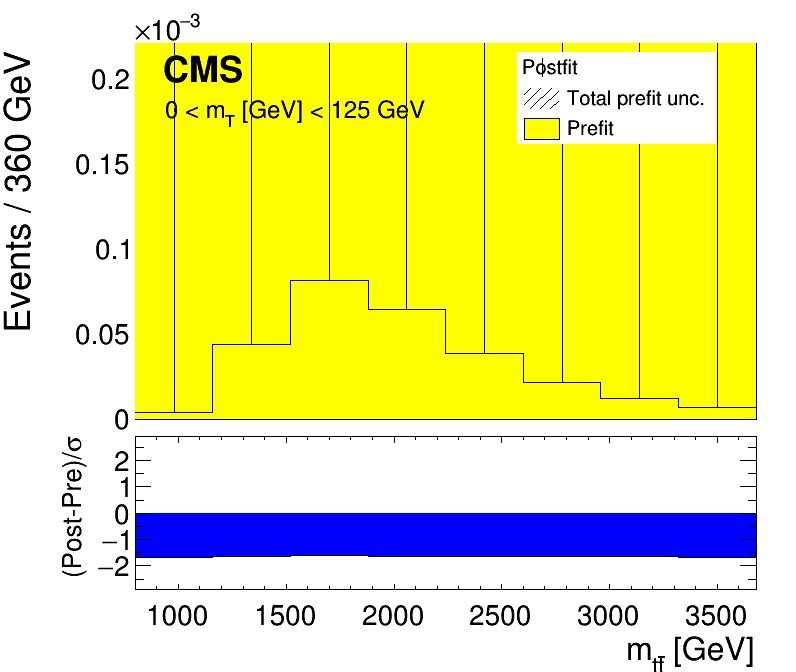 ×10⁻³
CMS
0 < m_T [GeV] < 125 GeV
Postfit
Total prefit unc.
Prefit
Events / 360 GeV
0.2
0.15
0.1
0.05
0
(Post-Pre)/σ
2
1
0
−1
−2
1000 1500 2000 2500 3000 3500
m_tt̄ [GeV]